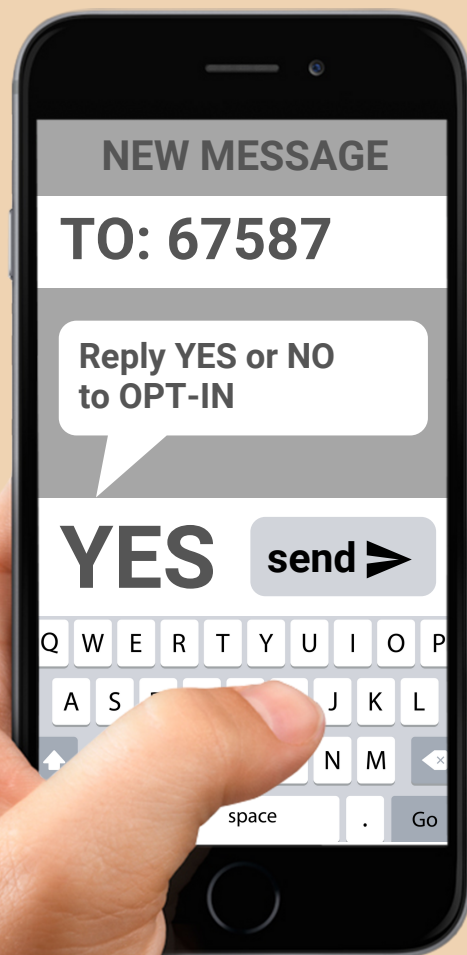 NEW MESSAGE
TO: 67587
Reply YES or NO
to OPT-IN
YES send
Q W E R T Y U I O P
A S J K L
N M
space . Go